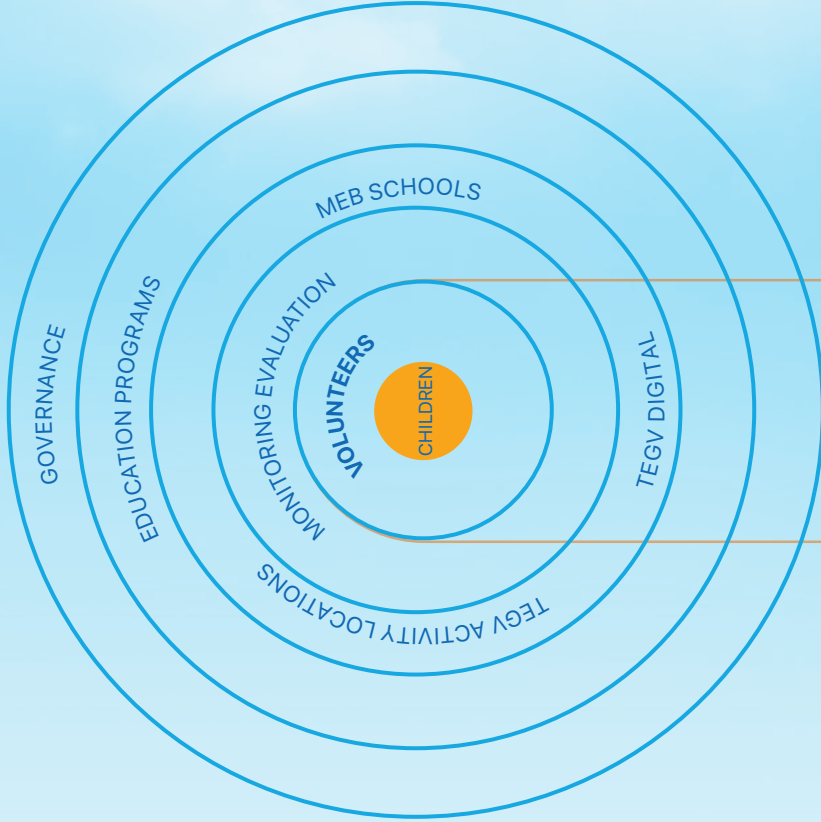 GOVERNANCE
EDUCATION PROGRAMS
MEB SCHOOLS
TEGV DIGITAL
TEGV ACTIVITY LOCATIONS
MONITORING EVALUATION
VOLUNTEERS
CHILDREN